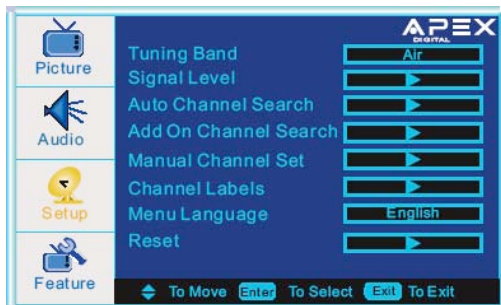 APEX
DIGITAL
Picture
Audio
Setup
Feature
Tuning Band Air
Signal Level
Auto Channel Search
Add On Channel Search
Manual Channel Set
Channel Labels
Menu Language English
Reset
To Move Enter To Select Exit To Exit